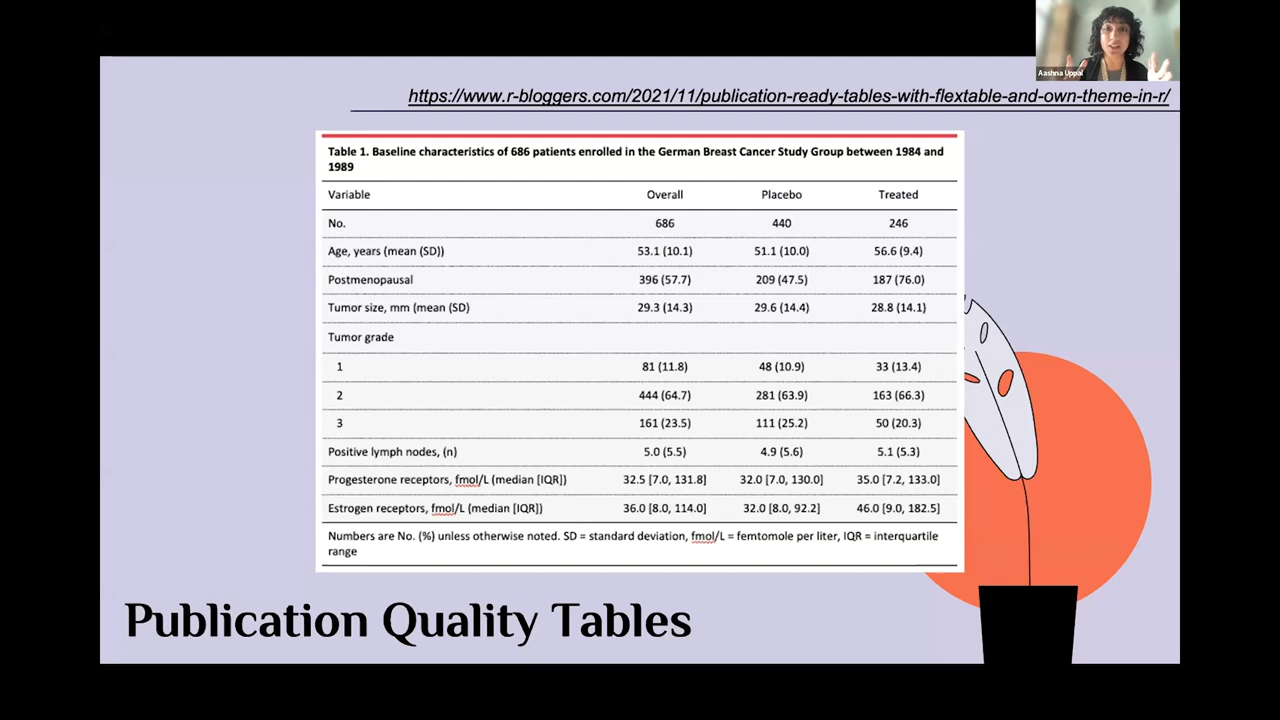 Aashna Uppal
https://www.r-bloggers.com/2021/11/publication-ready-tables-with-flextable-and-own-theme-in-r/
Table 1. Baseline characteristics of 686 patients enrolled in the German Breast Cancer Study Group between 1984 and
1989
Variable Overall Placebo Treated
No. 686 440 246
Age, years (mean (SD)) 53.1 (10.1) 51.1 (10.0) 56.6 (9.4)
Postmenopausal 396 (57.7) 209 (47.5) 187 (76.0)
Tumor size, mm (mean (SD) 29.3 (14.3) 29.6 (14.4) 28.8 (14.1)
Tumor grade
1 81 (11.8) 48 (10.9) 33 (13.4)
2 444 (64.7) 281 (63.9) 163 (66.3)
3 161 (23.5) 111 (25.2) 50 (20.3)
Positive lymph nodes, (n) 5.0 (5.5) 4.9 (5.6) 5.1 (5.3)
Progesterone receptors, fmol/L (median [IQR]) 32.5 [7.0, 131.8] 32.0 [7.0, 130.0] 35.0 [7.2, 133.0]
Estrogen receptors, fmol/L (median [IQR]) 36.0 [8.0, 114.0] 32.0 [8.0, 92.2] 46.0 [9.0, 182.5]
Numbers are No. (%) unless otherwise noted. SD = standard deviation, fmol/L = femtomole per liter, IQR = interquartile
range
Publication Quality Tables